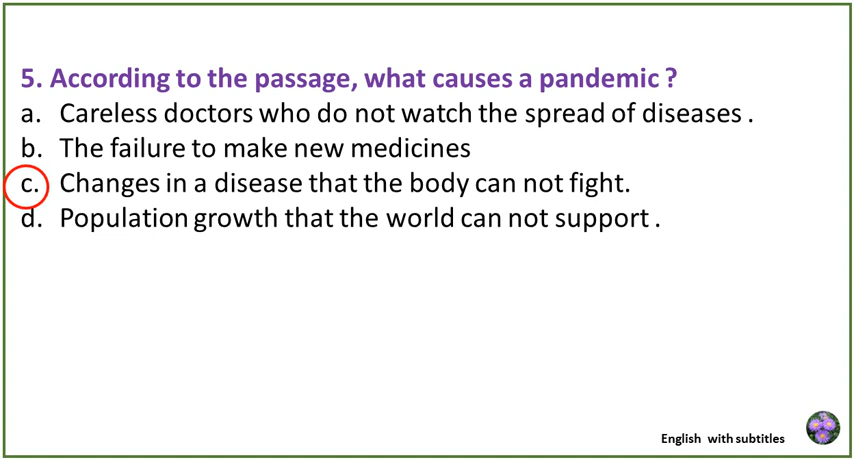 5. According to the passage, what causes a pandemic ?
a. Careless doctors who do not watch the spread of diseases .
b. The failure to make new medicines
c. Changes in a disease that the body can not fight.
d. Population growth that the world can not support .
English with subtitles